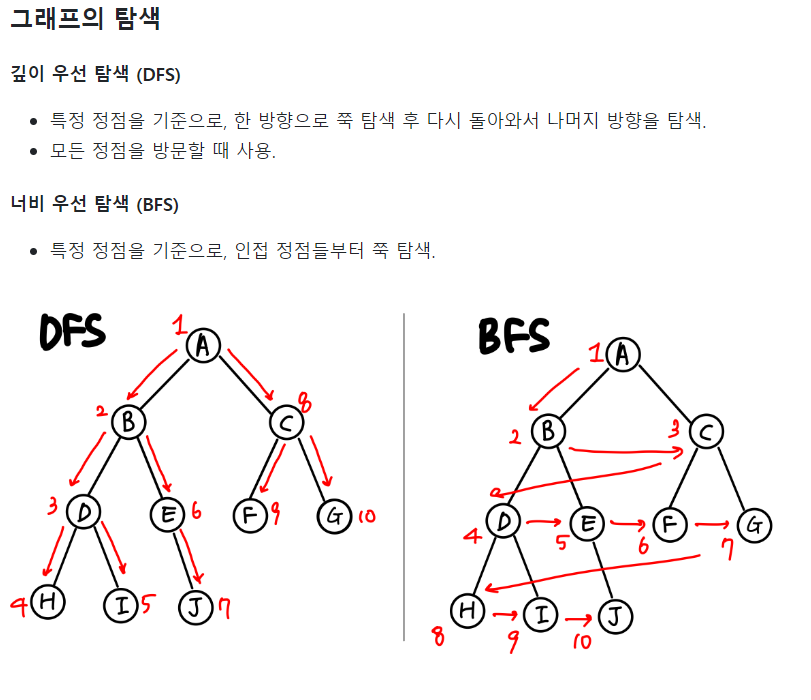 그래프의 탐색
깊이 우선 탐색 (DFS)
특정 정점을 기준으로, 한 방향으로 쭉 탐색 후 다시 돌아와서 나머지 방향을 탐색.
모든 정점을 방문할 때 사용.
너비 우선 탐색 (BFS)
특정 정점을 기준으로, 인접 정점들부터 쭉 탐색.
DFS
1 A
2 B
C 8
3 D
E 6
F 9
G 10
4 H
I 5
J 7
BFS
1 A
2 B
3 C
4 D
5 E
6 F
7 G
8 H
9 I
10 J